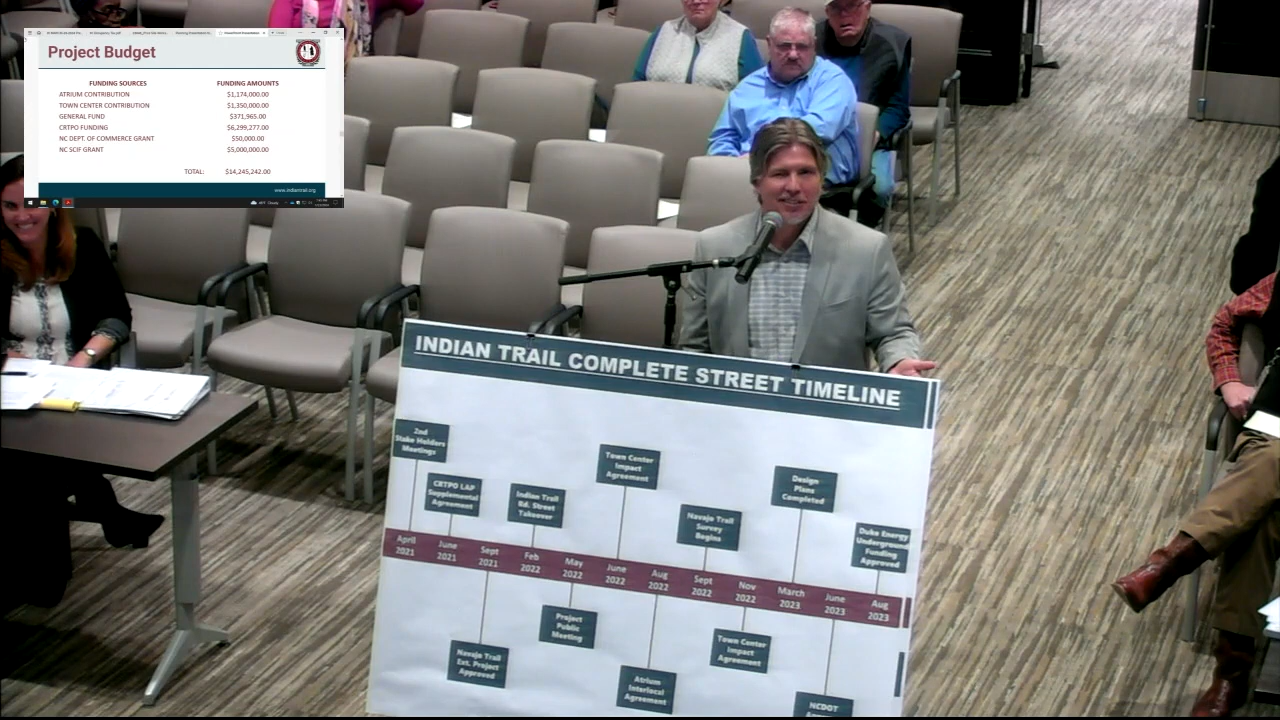 Project Budget
FUNDING SOURCES FUNDING AMOUNTS
ATRIUM CONTRIBUTION $1,174,000.00
TOWN CENTER CONTRIBUTION $1,350,000.00
GENERAL FUND $371,965.00
CRTPO FUNDING $6,299,277.00
NC DEPT. OF COMMERCE GRANT $50,000.00
NC SCIF GRANT $5,000,000.00
TOTAL: $14,245,242.00
www.indiantrail.org
INDIAN TRAIL COMPLETE STREET TIMELINE
2nd
Stake Holders
Meetings
CRTPO LAP
Supplemental
Agreement
Indian Trail
Rd. Street
Takeover
Town Center
Impact
Agreement
Navajo Trail
Survey
Begins
Design
Plans
Completed
Duke Energy
Underground
Funding
Approved
April 2021
June 2021
Sept 2021
Feb 2022
May 2022
June 2022
Aug 2022
Sept 2022
Nov 2022
March 2023
June 2023
Aug 2023
Navajo Trail
Ext. Project
Approved
Project
Public
Meeting
Atrium
Interlocal
Agreement
Town Center
Impact
Agreement
NCDOT